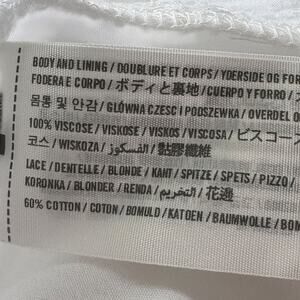 BODY AND LINING / DOUBLURE ET CORPS / YDERSIDE OG FOR
FODERA E CORPO / ボディと裏地 / CUERPO Y FORRO /
몸통 및 안감 / GŁÓWNA CZESC I PODSZEWKA / OVERDEL O
100% VISCOSE / VISKOSE / VISKOS / VISCOSA / ビスコー
코스 / WISKOZA / الفسكوز / 黏膠纖維
LACE / DENTELLE / BLONDE / KANT / SPITZE / SPETS / PIZZO /
KORONKA / BLONDER / RENDA / التخريم / 花邊
60% COTTON / COTON / BOMULD / KATOEN / BAUMWOLLE / BOM